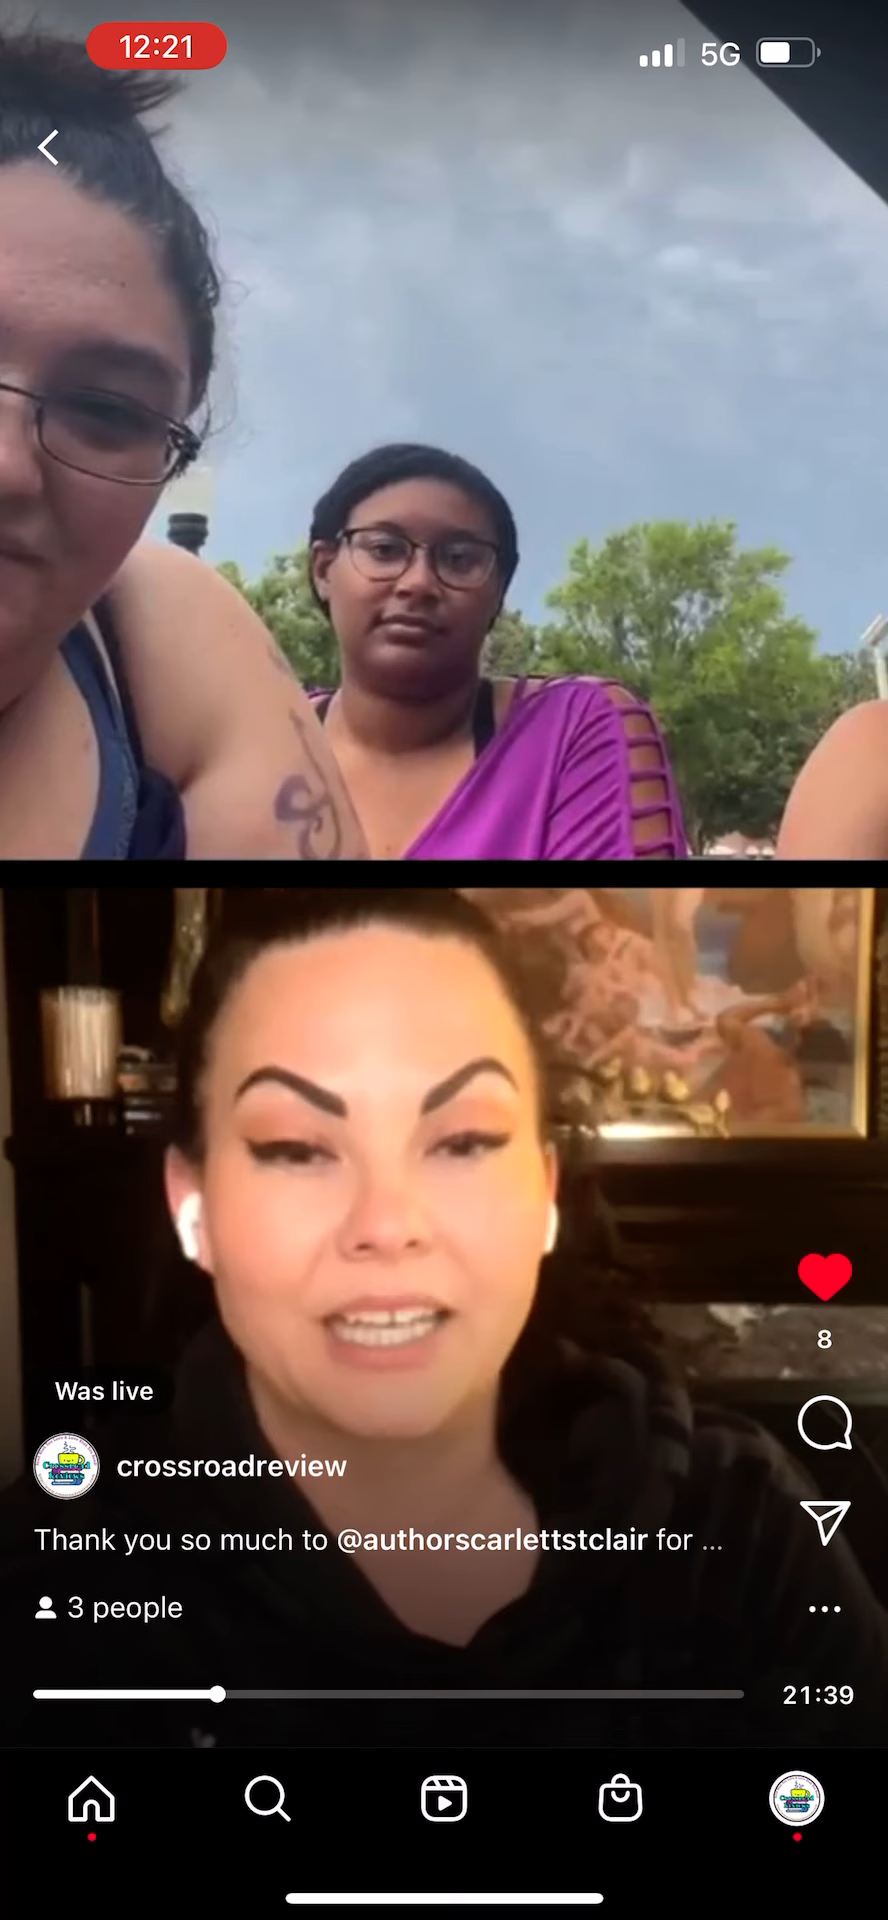 12:21
5G
8
Was live
crossroadreview
Thank you so much to @authorscarlettstclair for ...
3 people
21:39